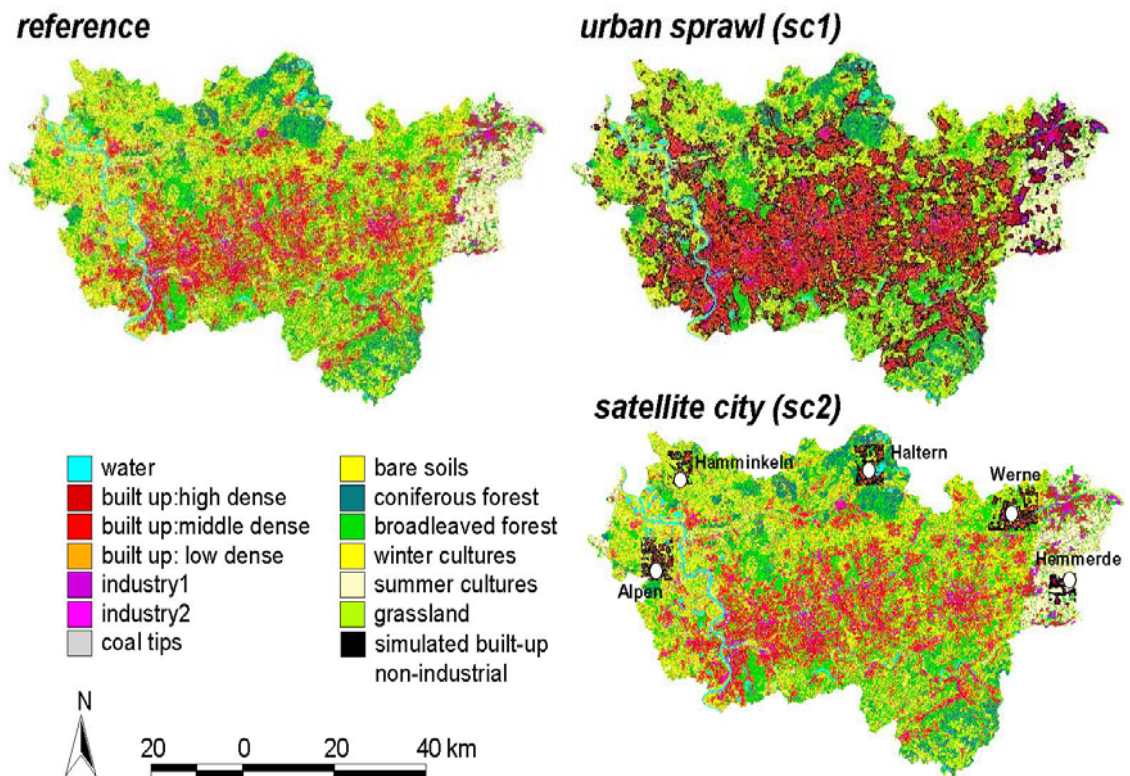 reference
urban sprawl (sc1)
satellite city (sc2)
Hamminkeln
Haltern
Werne
Hemmerde
Alpen
water
built up:high dense
built up:middle dense
built up: low dense
industry1
industry2
coal tips
bare soils
coniferous forest
broadleaved forest
winter cultures
summer cultures
grassland
simulated built-up
non-industrial
N
20 0 20 40 km